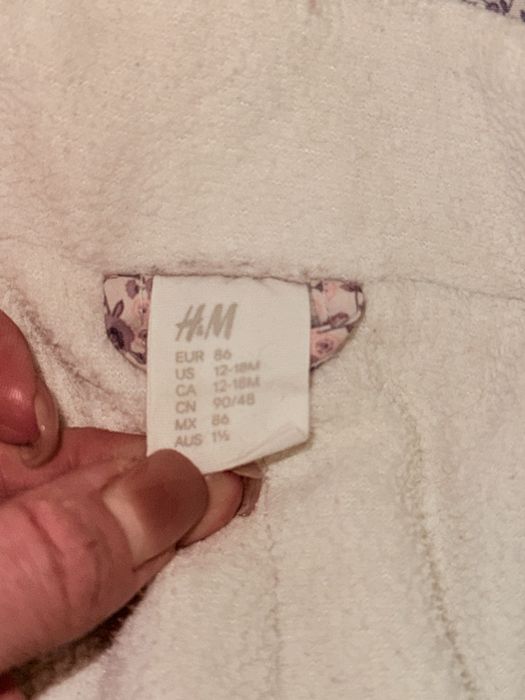 H&M
EUR 86
US 12-18M
CA 12-18M
CN 90/48
MX 86
AUS 1½